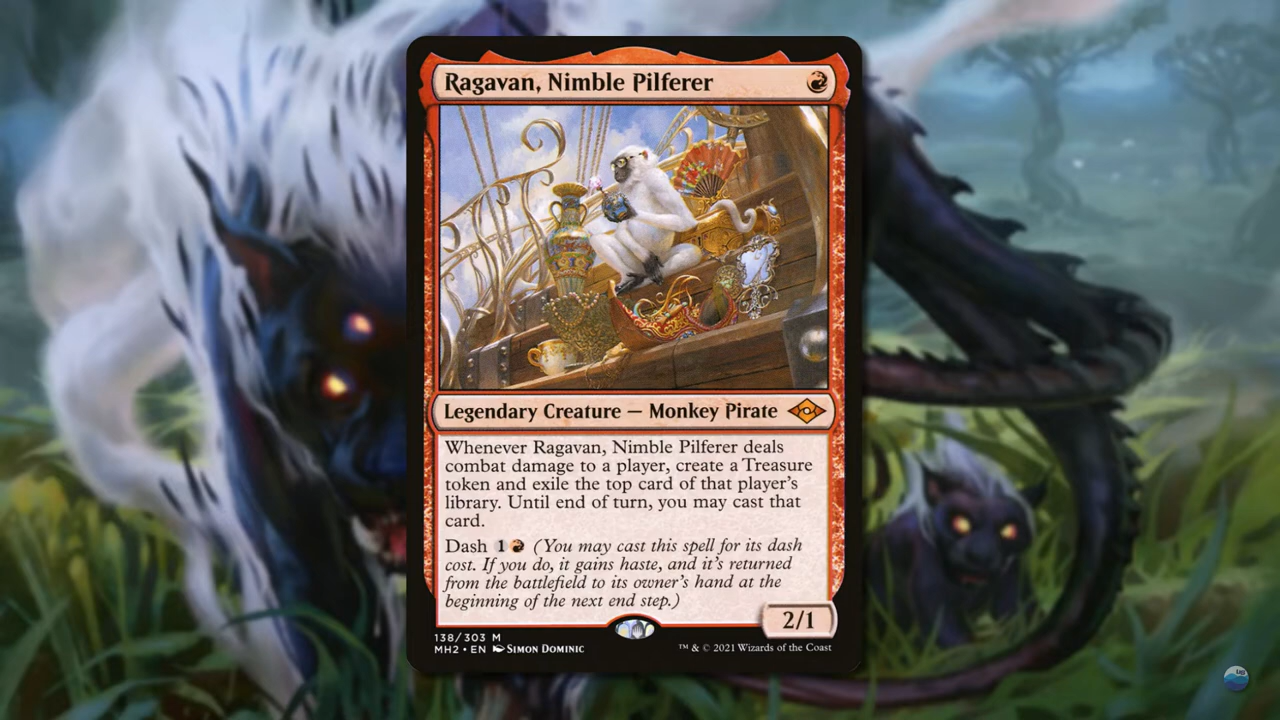 Ragavan, Nimble Pilferer
Legendary Creature — Monkey Pirate
Whenever Ragavan, Nimble Pilferer deals
combat damage to a player, create a Treasure
token and exile the top card of that player's
library. Until end of turn, you may cast that
card.
Dash 1 (You may cast this spell for its dash
cost. If you do, it gains haste, and it's returned
from the battlefield to its owner's hand at the
beginning of the next end step.)
2/1
138/303 M
MH2 • EN SIMON DOMINIC
™ & © 2021 Wizards of the Coast